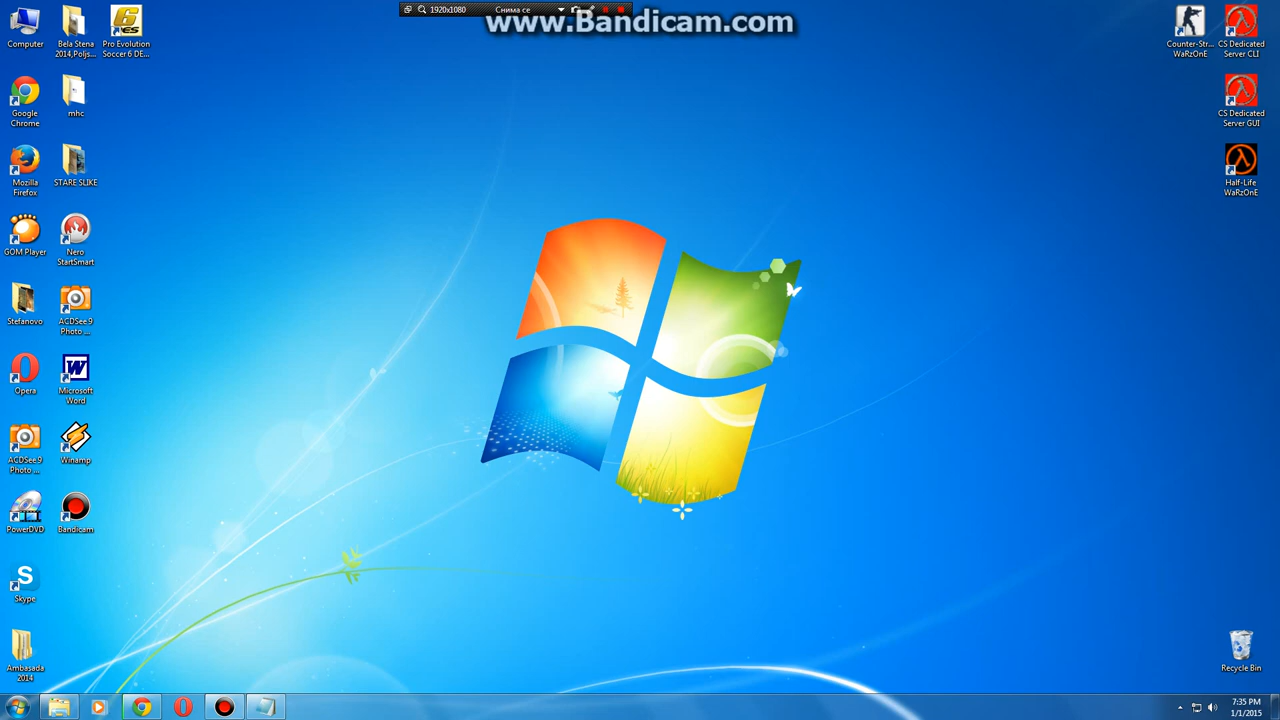 1920x1080
Снима се
www.Bandicam.com
Computer
Bela Stena
2014,Poljs...
Pro Evolution
Soccer 6 DE...
Counter-Str...
WaRzOnE
CS Dedicated
Server CLI
Google
Chrome
mhc
CS Dedicated
Server GUI
Mozilla
Firefox
STARE SLIKE
Half-Life
WaRzOnE
GOM Player
Nero
StartSmart
Stefanovo
ACDSee 9
Photo ...
Opera
Microsoft
Word
ACDSee 9
Photo ...
Winamp
PowerDVD
Bandicam
Skype
Ambasada
2014
Recycle Bin
7:35 PM
1/1/2015